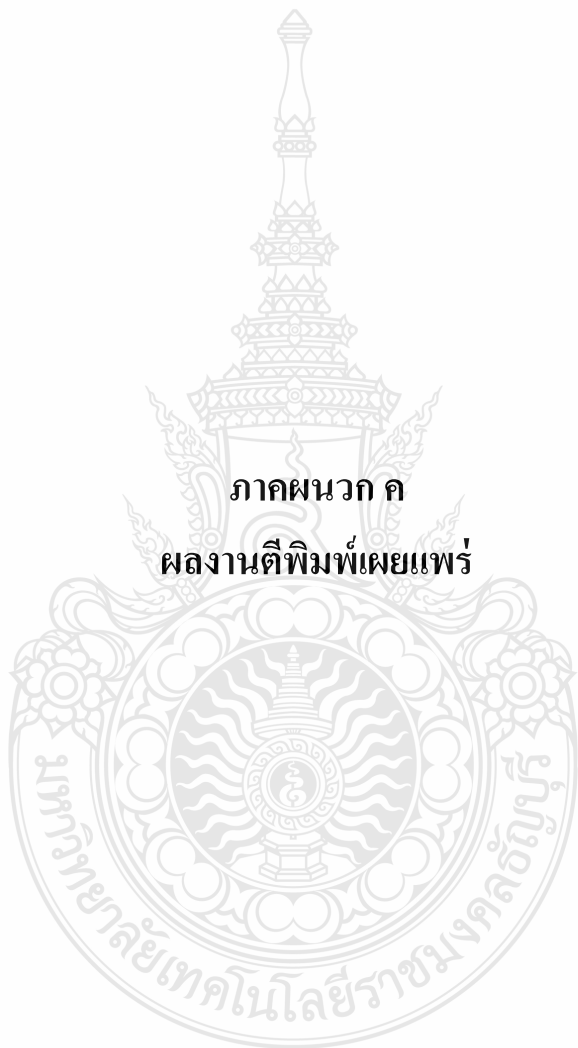 ภาคผนวก ค
ผลงานตีพิมพ์เผยแพร่
มหาวิทยาลัยเทคโนโลยีราชมงคลธัญบุรี